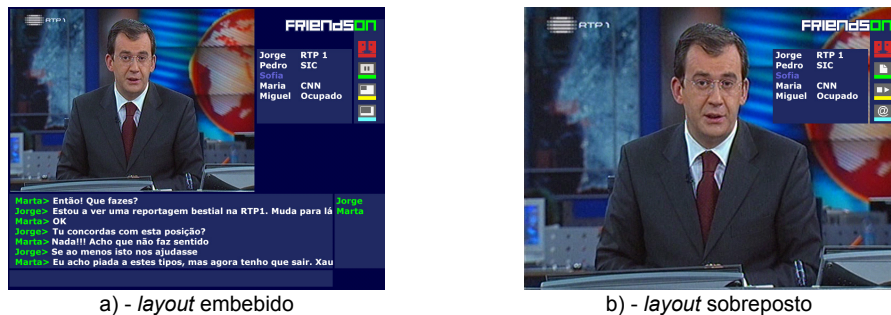 RTP1
FRIENDSON
Jorge RTP 1
Pedro SIC
Sofia
Maria CNN
Miguel Ocupado
Marta> Então! Que fazes?
Jorge> Estou a ver uma reportagem bestial na RTP1. Muda para lá
Marta> OK
Jorge> Tu concordas com esta posição?
Marta> Nada!!! Acho que não faz sentido
Jorge> Se ao menos isto nos ajudasse
Marta> Eu acho piada a estes tipos, mas agora tenho que sair. Xau
Jorge
Marta
a) - layout embebido
RTP1
FRIENDSON
Jorge RTP 1
Pedro SIC
Sofia
Maria CNN
Miguel Ocupado
@
b) - layout sobreposto